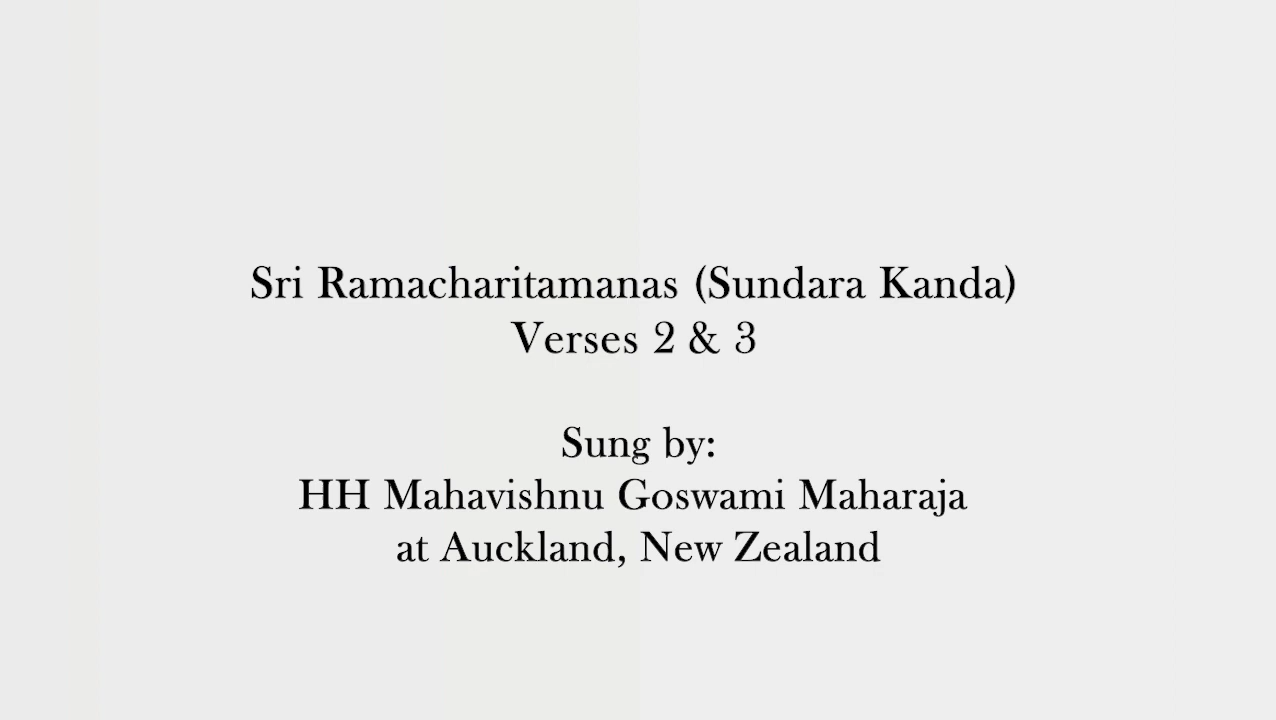 Sri Ramacharitamanas (Sundara Kanda)
Verses 2 & 3
Sung by:
HH Mahavishnu Goswami Maharaja
at Auckland, New Zealand